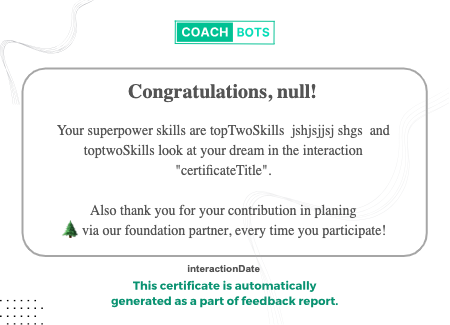 COACH BOTS
Congratulations, null!
Your superpower skills are topTwoSkills jshjsjjsj shgs and
toptwoSkills look at your dream in the interaction
"certificateTitle".
Also thank you for your contribution in planing
via our foundation partner, every time you participate!
interactionDate
This certificate is automatically
generated as a part of feedback report.